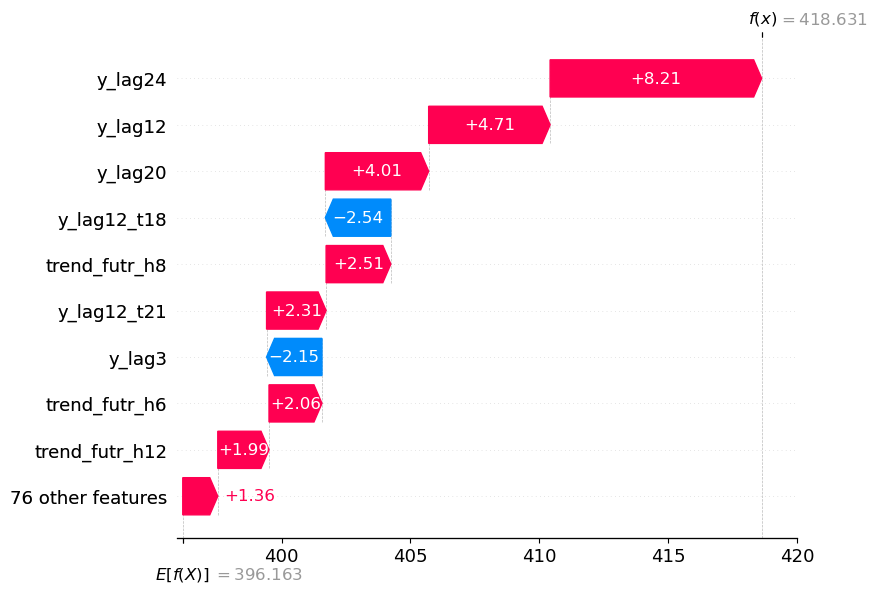 f(x) = 418.631
y_lag24 +8.21
y_lag12 +4.71
y_lag20 +4.01
y_lag12_t18 −2.54
trend_futr_h8 +2.51
y_lag12_t21 +2.31
y_lag3 −2.15
trend_futr_h6 +2.06
trend_futr_h12 +1.99
76 other features +1.36
400 405 410 415 420
E[f(X)] = 396.163